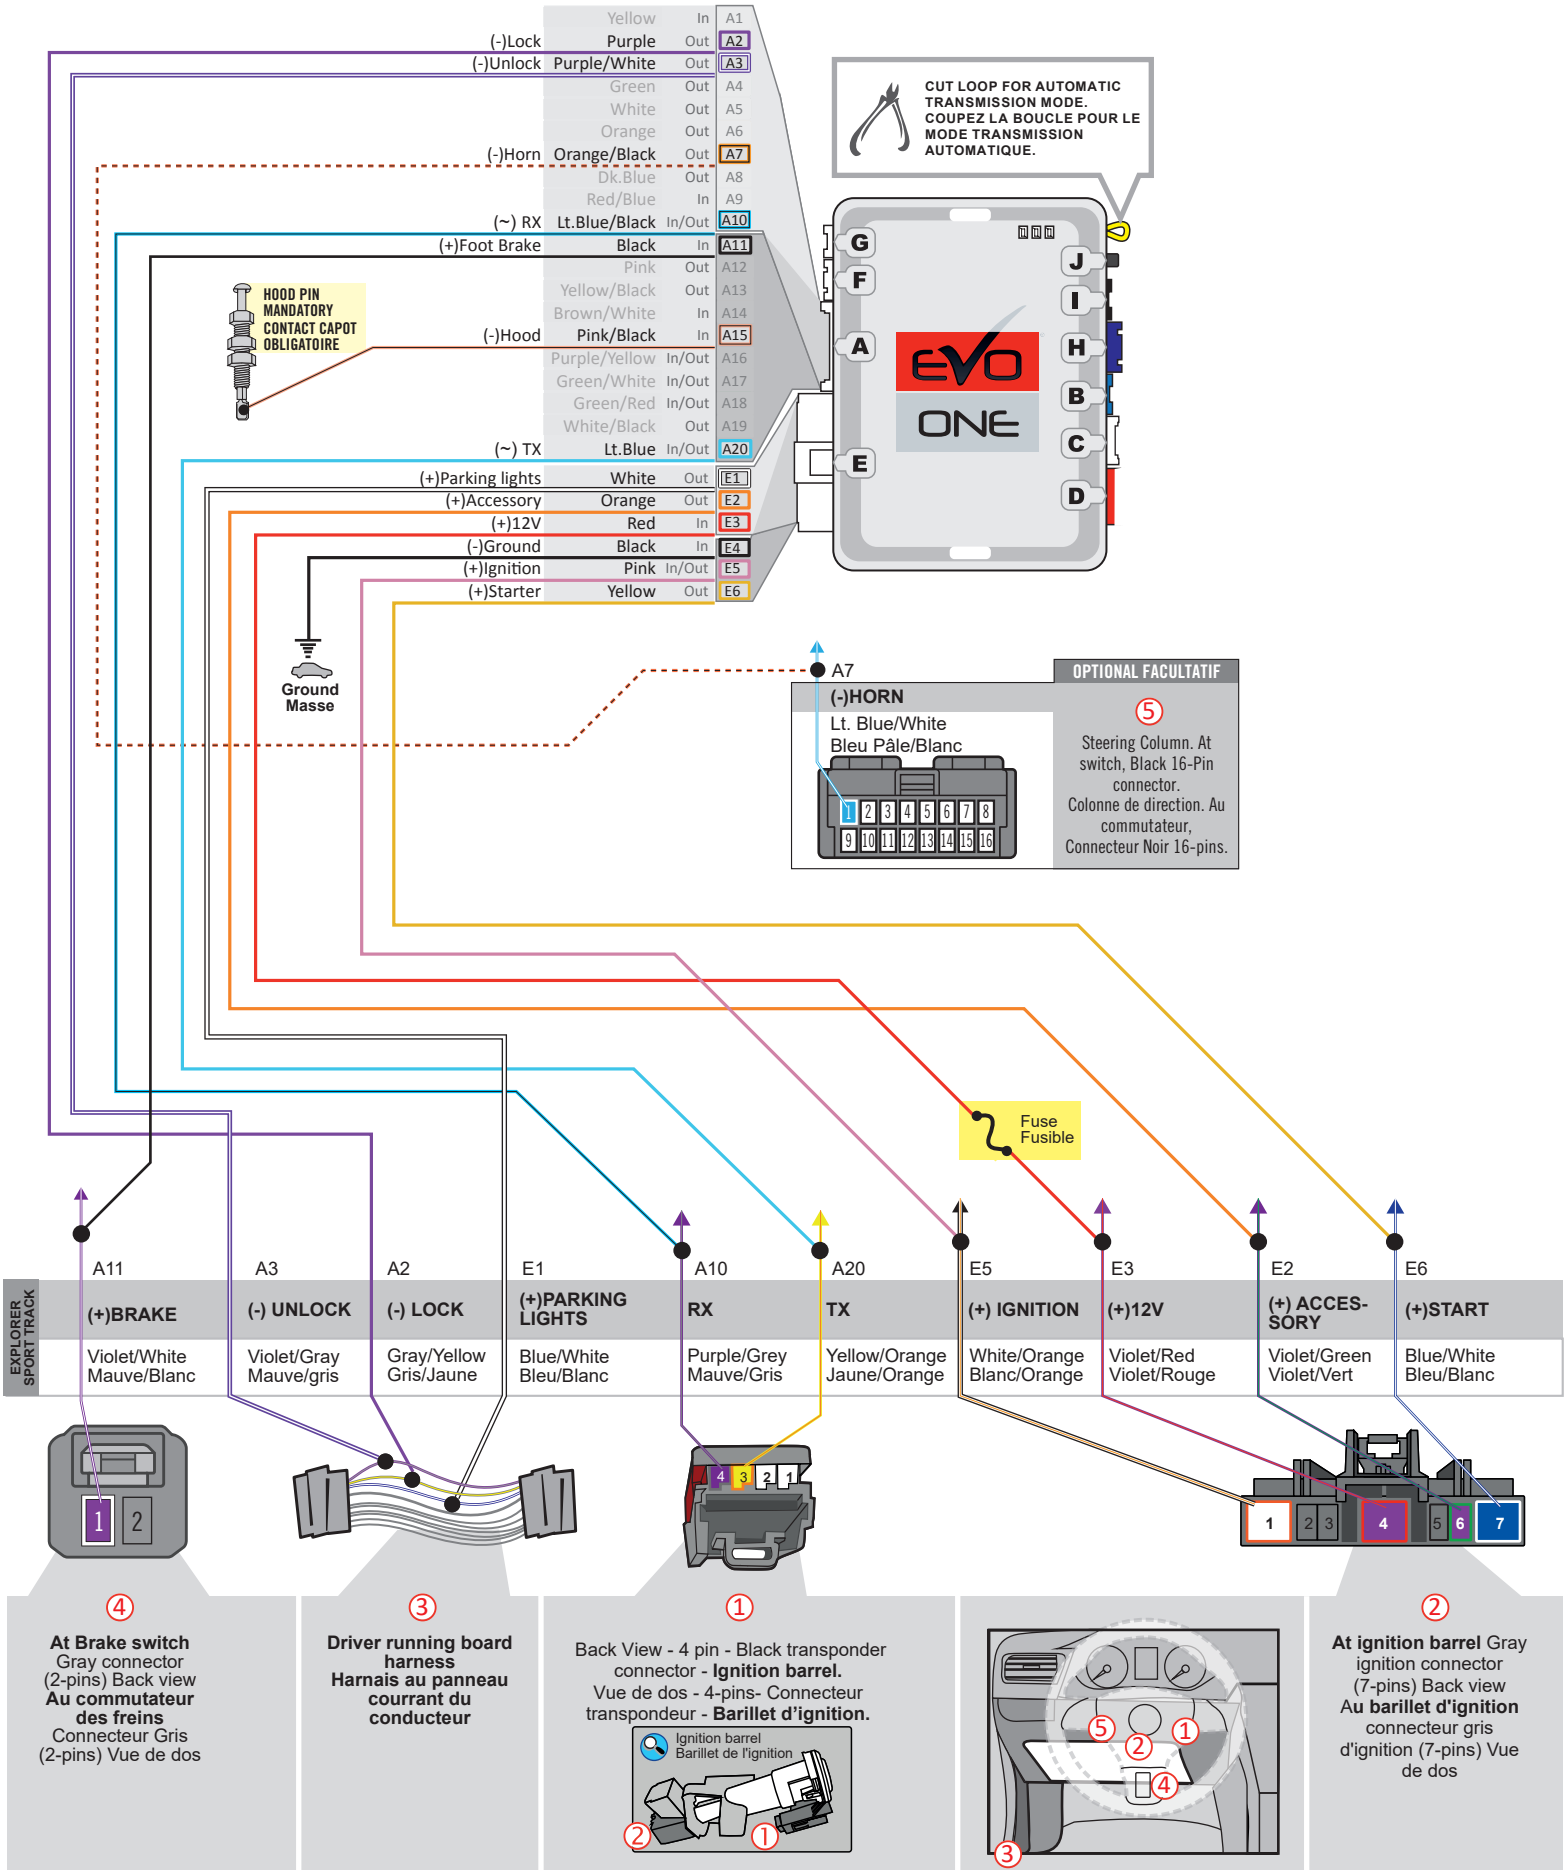 Yellow In A1
(-)Lock Purple Out A2
(-)Unlock Purple/White Out A3
Green Out A4
White Out A5
Orange Out A6
(-)Horn Orange/Black Out A7
Dk.Blue Out A8
Red/Blue In A9
(~) RX Lt.Blue/Black In/Out A10
(+)Foot Brake Black In A11
Pink Out A12
Yellow/Black Out A13
Brown/White In A14
(-)Hood Pink/Black In A15
Purple/Yellow In/Out A16
Green/White In/Out A17
Green/Red In/Out A18
White/Black Out A19
(~) TX Lt.Blue In/Out A20
(+)Parking lights White Out E1
(+)Accessory Orange Out E2
(+)12V Red In E3
(-)Ground Black In E4
(+)Ignition Pink In/Out E5
(+)Starter Yellow Out E6
HOOD PIN
MANDATORY
CONTACT CAPOT
OBLIGATOIRE
Ground
Masse
CUT LOOP FOR AUTOMATIC
TRANSMISSION MODE.
COUPEZ LA BOUCLE POUR LE
MODE TRANSMISSION
AUTOMATIQUE.
G
F
A
E
J
I
H
B
C
D
EVO
ONE
A7
(-)HORN
Lt. Blue/White
Bleu Pâle/Blanc
1 2 3 4 5 6 7 8
9 10 11 12 13 14 15 16
OPTIONAL FACULTATIF
5
Steering Column. At
switch, Black 16-Pin
connector.
Colonne de direction. Au
commutateur,
Connecteur Noir 16-pins.
Fuse
Fusible
EXPLORER
SPORT TRACK
A11
(+)BRAKE
Violet/White
Mauve/Blanc
A3
(-) UNLOCK
Violet/Gray
Mauve/gris
A2
(-) LOCK
Gray/Yellow
Gris/Jaune
E1
(+)PARKING
LIGHTS
Blue/White
Bleu/Blanc
A10
RX
Purple/Grey
Mauve/Gris
A20
TX
Yellow/Orange
Jaune/Orange
E5
(+) IGNITION
White/Orange
Blanc/Orange
E3
(+)12V
Violet/Red
Violet/Rouge
E2
(+) ACCES-
SORY
Violet/Green
Violet/Vert
E6
(+)START
Blue/White
Bleu/Blanc
1 2
4 3 2 1
1 2 3 4 5 6 7
4
At Brake switch
Gray connector
(2-pins) Back view
Au commutateur
des freins
Connecteur Gris
(2-pins) Vue de dos
3
Driver running board
harness
Harnais au panneau
courrant du
conducteur
1
Back View - 4 pin - Black transponder
connector - Ignition barrel.
Vue de dos - 4-pins- Connecteur
transpondeur - Barillet d'ignition.
Ignition barrel
Barillet de l'ignition
2 1
5 1
2
4
3
2
At ignition barrel Gray
ignition connector
(7-pins) Back view
Au barillet d'ignition
connecteur gris
d'ignition (7-pins) Vue
de dos